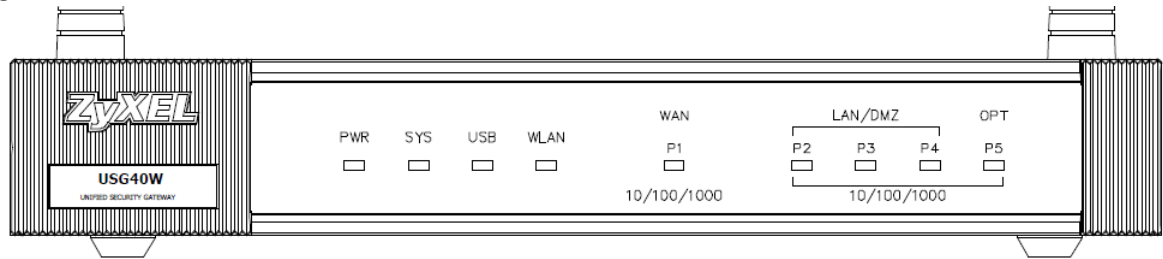 ZyXEL
USG40W
UNIFIED SECURITY GATEWAY
PWR SYS USB WLAN
WAN
P1
10/100/1000
LAN/DMZ OPT
P2 P3 P4 P5
10/100/1000